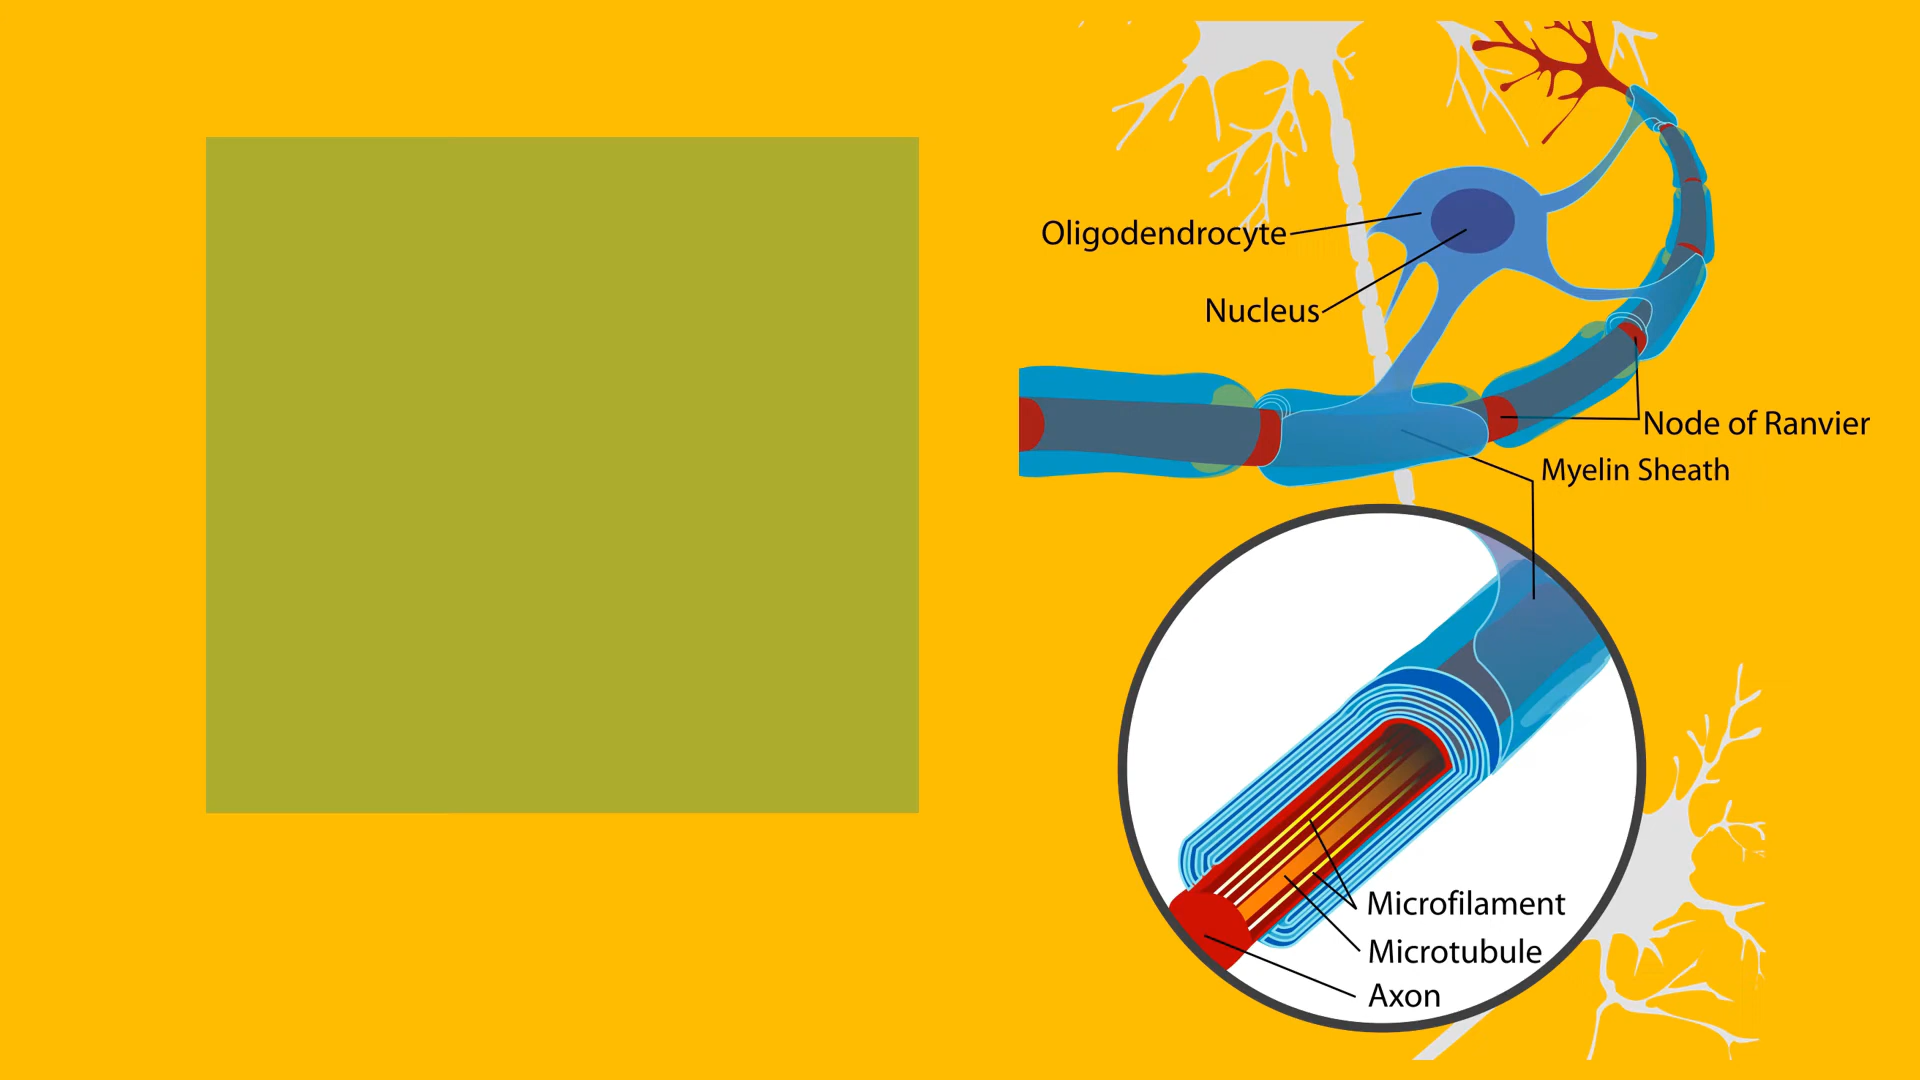 Oligodendrocyte
Nucleus
Node of Ranvier
Myelin Sheath
Microfilament
Microtubule
Axon